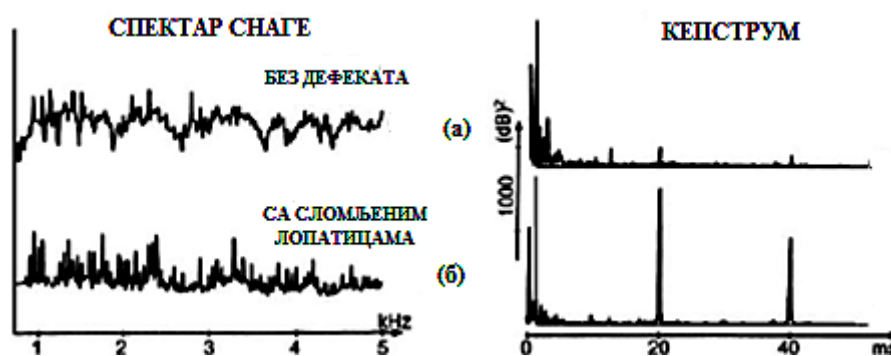 СПЕКТАР СНАГЕ
КЕПСТРУМ
БЕЗ ДЕФЕКАТА
(а)
(dB)²
1000
СА СЛОМЉЕНИМ
ЛОПАТИЦАМА
(б)
kHz
1 2 3 4 5
0 20 40 ms